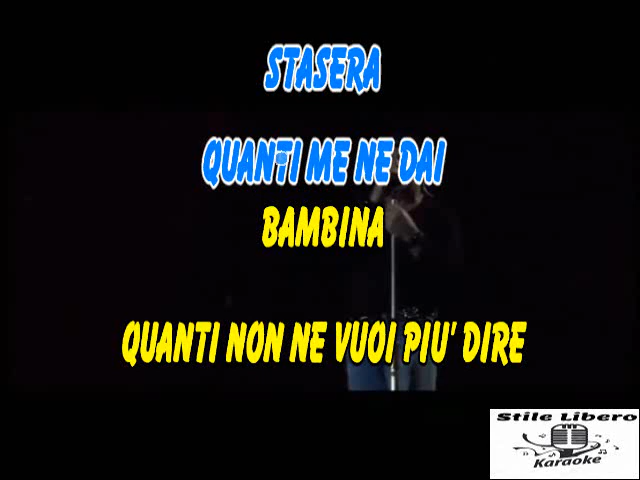 STASERA
QUANTI ME NE DAI
BAMBINA
QUANTI NON NE VUOI PIU' DIRE
Stile Libero
Karaoke